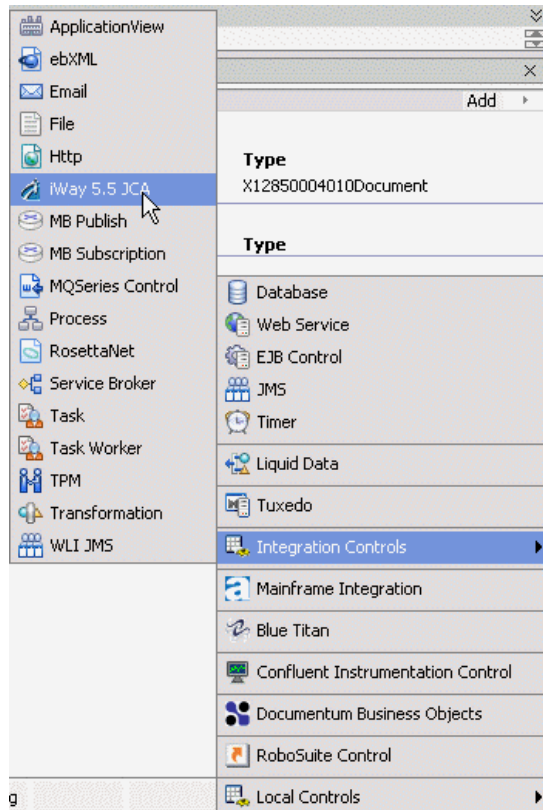 ApplicationView
ebXML
Email
File
Http
iWay 5.5 JCA
MB Publish
MB Subscription
MQSeries Control
Process
RosettaNet
Service Broker
Task
Task Worker
TPM
Transformation
WLI JMS
Add
Type
X12850004010Document
Type
Database
Web Service
EJB Control
JMS
Timer
Liquid Data
Tuxedo
Integration Controls
Mainframe Integration
Blue Titan
Confluent Instrumentation Control
Documentum Business Objects
RoboSuite Control
Local Controls
g